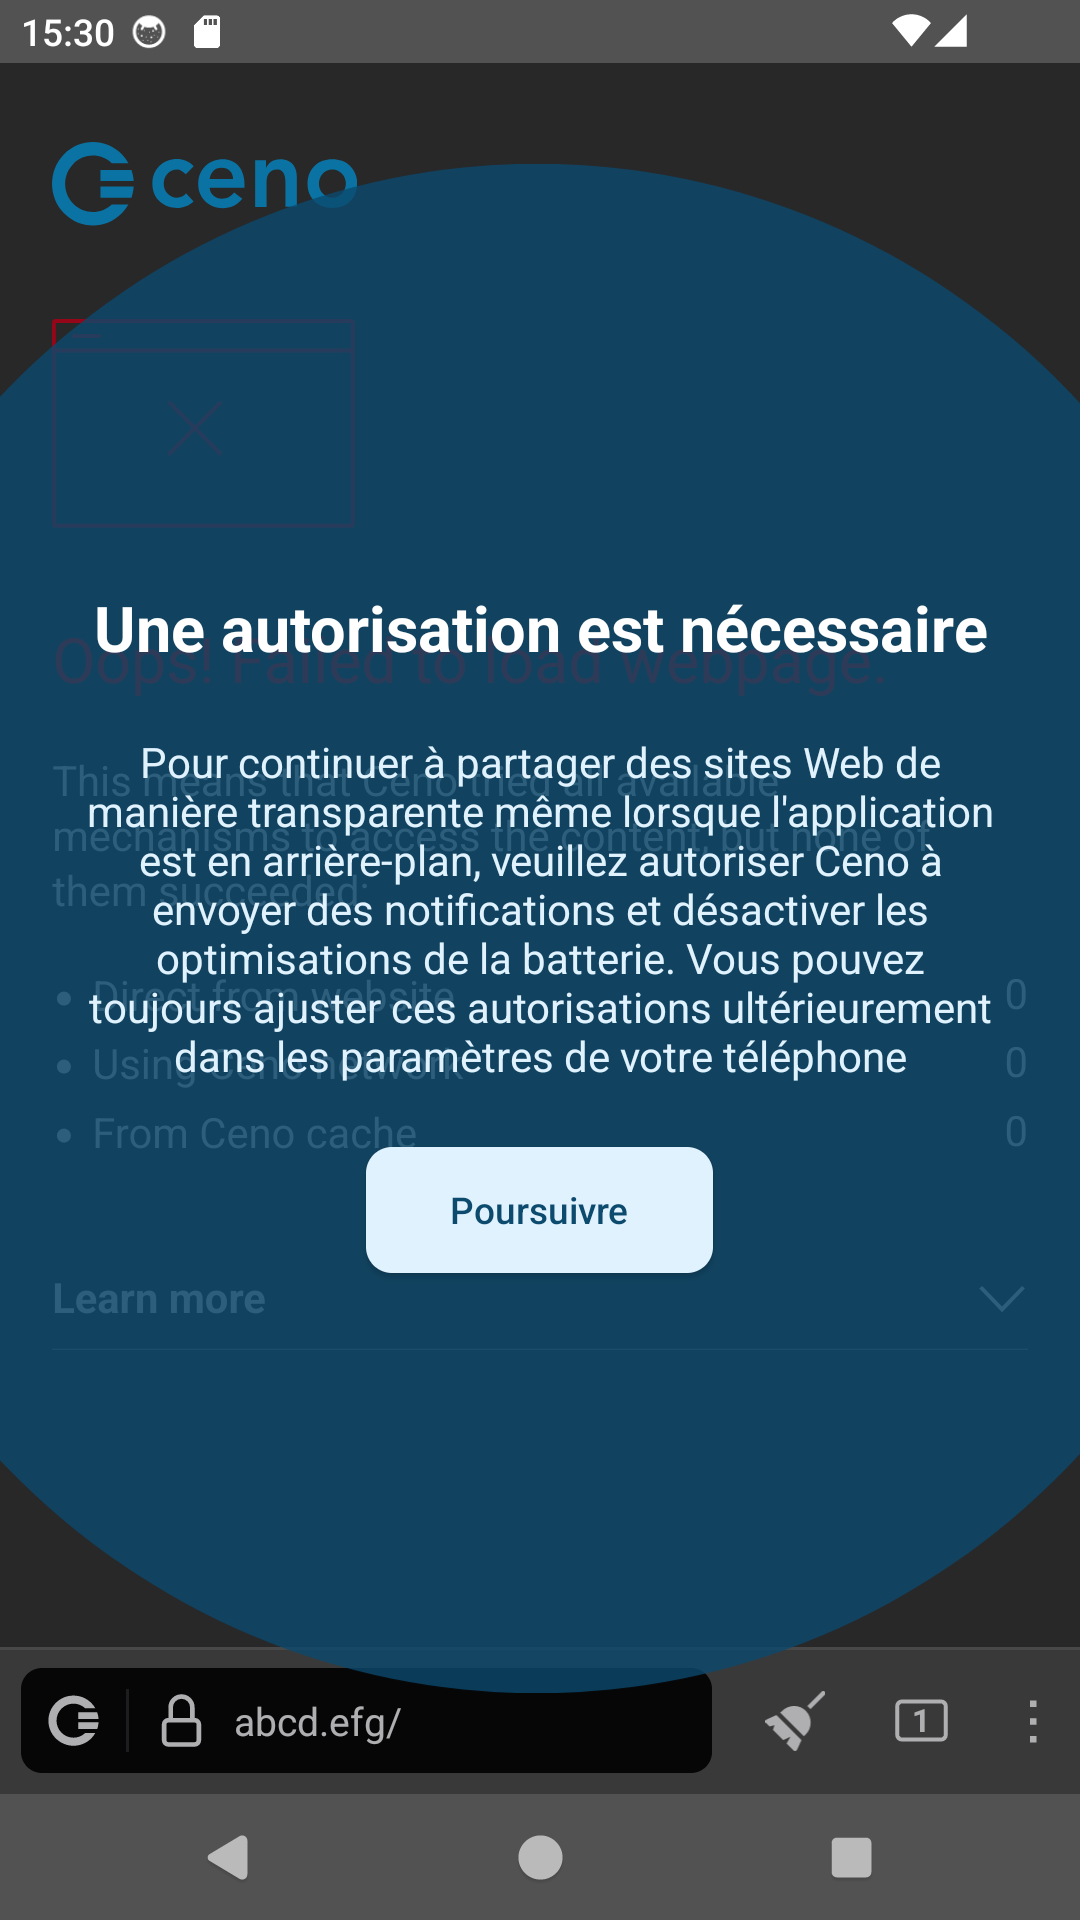 15:30
ceno
Une autorisation est nécessaire
Oops! Failed to load webpage.
Pour continuer à partager des sites Web de
This means that Ceno tried all available
manière transparente même lorsque l'application
mechanisms to access the content, but none of
est en arrière-plan, veuillez autoriser Ceno à
them succeeded:
envoyer des notifications et désactiver les
optimisations de la batterie. Vous pouvez
Direct from website 0
toujours ajuster ces autorisations ultérieurement
dans les paramètres de votre téléphone
Using Ceno network 0
From Ceno cache 0
Poursuivre
Learn more
abcd.efg/
1